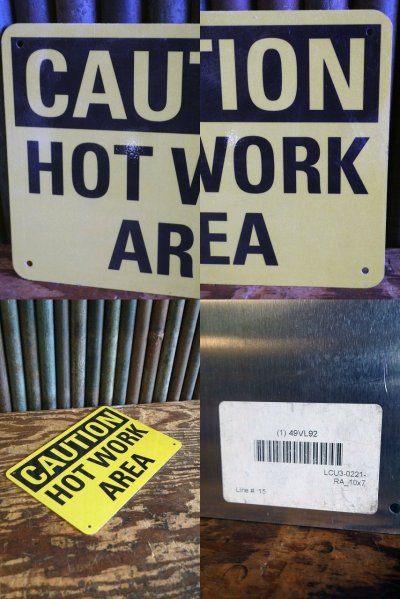 CAUTION
HOT WORK
AREA
CAUTION
HOT WORK
AREA
(1) 49VL92
LCU3-0221-
RA_10x7
Line #: 15